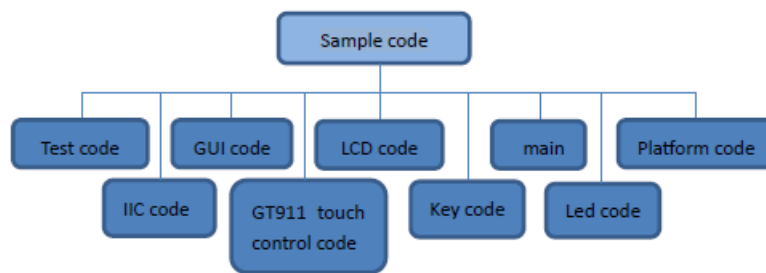 Sample code
Test code
GUI code
LCD code
main
Platform code
IIC code
GT911 touch
control code
Key code
Led code